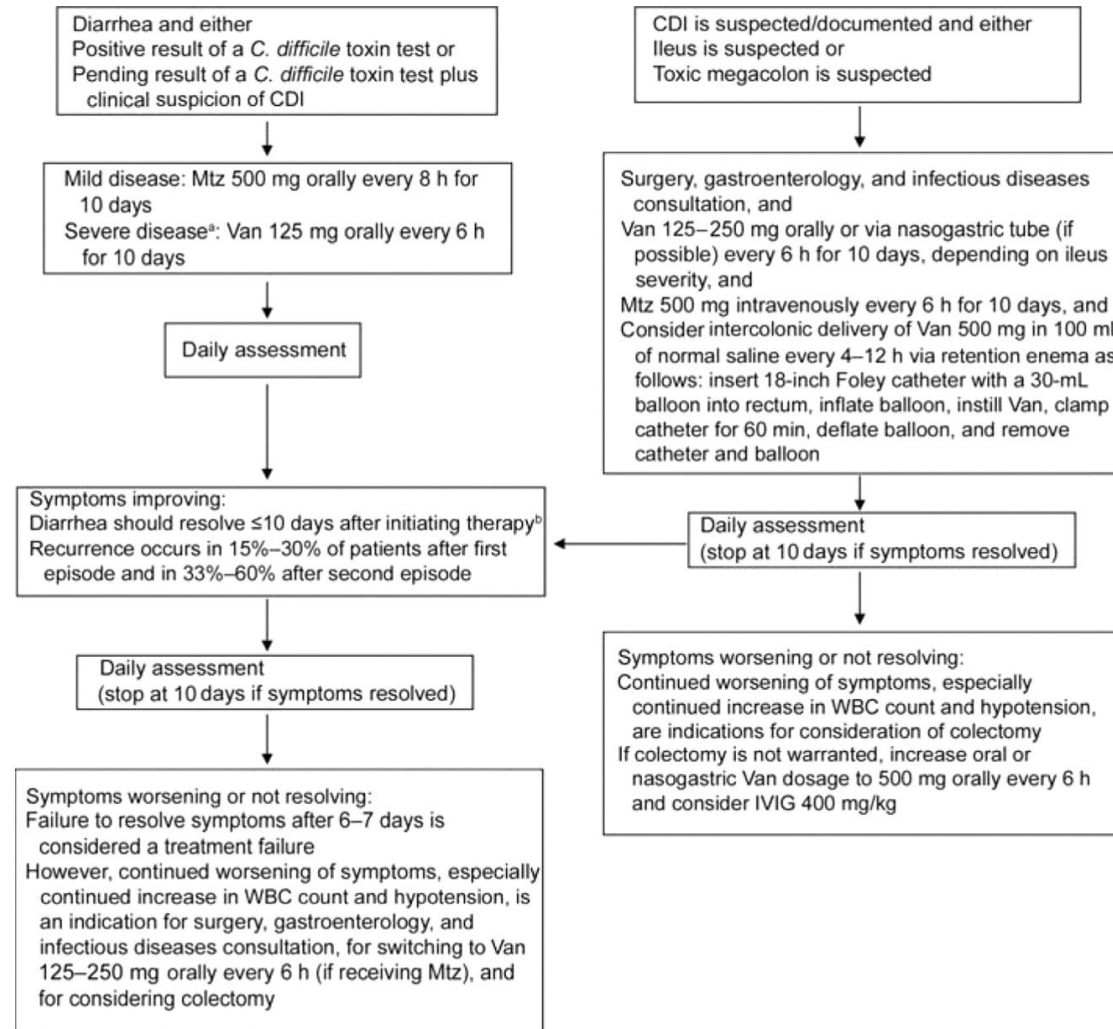 Diarrhea and either
Positive result of a C. difficile toxin test or
Pending result of a C. difficile toxin test plus
clinical suspicion of CDI
Mild disease: Mtz 500 mg orally every 8 h for
10 days
Severe diseaseᵃ: Van 125 mg orally every 6 h
for 10 days
Daily assessment
Symptoms improving:
Diarrhea should resolve ≤10 days after initiating therapyᵇ
Recurrence occurs in 15%–30% of patients after first
episode and in 33%–60% after second episode
Daily assessment
(stop at 10 days if symptoms resolved)
Symptoms worsening or not resolving:
Failure to resolve symptoms after 6–7 days is
considered a treatment failure
However, continued worsening of symptoms, especially
continued increase in WBC count and hypotension, is
an indication for surgery, gastroenterology, and
infectious diseases consultation, for switching to Van
125–250 mg orally every 6 h (if receiving Mtz), and
for considering colectomy
CDI is suspected/documented and either
Ileus is suspected or
Toxic megacolon is suspected
Surgery, gastroenterology, and infectious diseases
consultation, and
Van 125–250 mg orally or via nasogastric tube (if
possible) every 6 h for 10 days, depending on ileus
severity, and
Mtz 500 mg intravenously every 6 h for 10 days, and
Consider intercolonic delivery of Van 500 mg in 100 ml
of normal saline every 4–12 h via retention enema as
follows: insert 18-inch Foley catheter with a 30-mL
balloon into rectum, inflate balloon, instill Van, clamp
catheter for 60 min, deflate balloon, and remove
catheter and balloon
Daily assessment
(stop at 10 days if symptoms resolved)
Symptoms worsening or not resolving:
Continued worsening of symptoms, especially
continued increase in WBC count and hypotension,
are indications for consideration of colectomy
If colectomy is not warranted, increase oral or
nasogastric Van dosage to 500 mg orally every 6 h
and consider IVIG 400 mg/kg